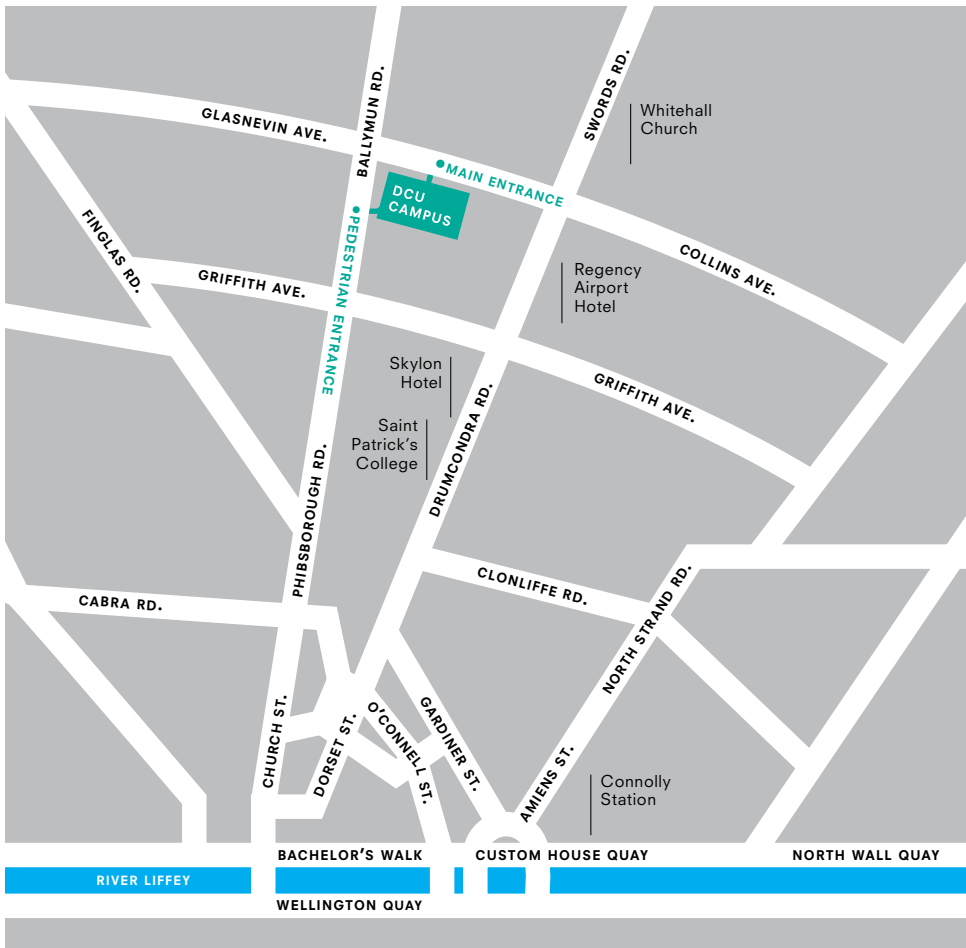 BALLYMUN RD.
SWORDS RD.
Whitehall
Church
GLASNEVIN AVE.
MAIN ENTRANCE
DCU
CAMPUS
PEDESTRIAN ENTRANCE
FINGLAS RD.
COLLINS AVE.
GRIFFITH AVE.
Regency
Airport
Hotel
Skylon
Hotel
GRIFFITH AVE.
Saint
Patrick's
College
DRUMCONDRA RD.
PHIBSBOROUGH RD.
CLONLIFFE RD.
NORTH STRAND RD.
CABRA RD.
CHURCH ST.
DORSET ST.
O'CONNELL ST.
GARDINER ST.
AMIENS ST.
Connolly
Station
BACHELOR'S WALK
CUSTOM HOUSE QUAY
NORTH WALL QUAY
RIVER LIFFEY
WELLINGTON QUAY